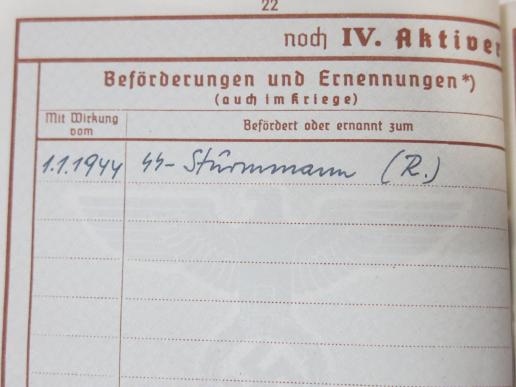 22
noch IV. Aktiver
Beförderungen und Ernennungen*)
(auch im Kriege)
Mit Wirkung vom
Befördert oder ernannt zum
1.1.1944 SS-Sturmmann (R.)